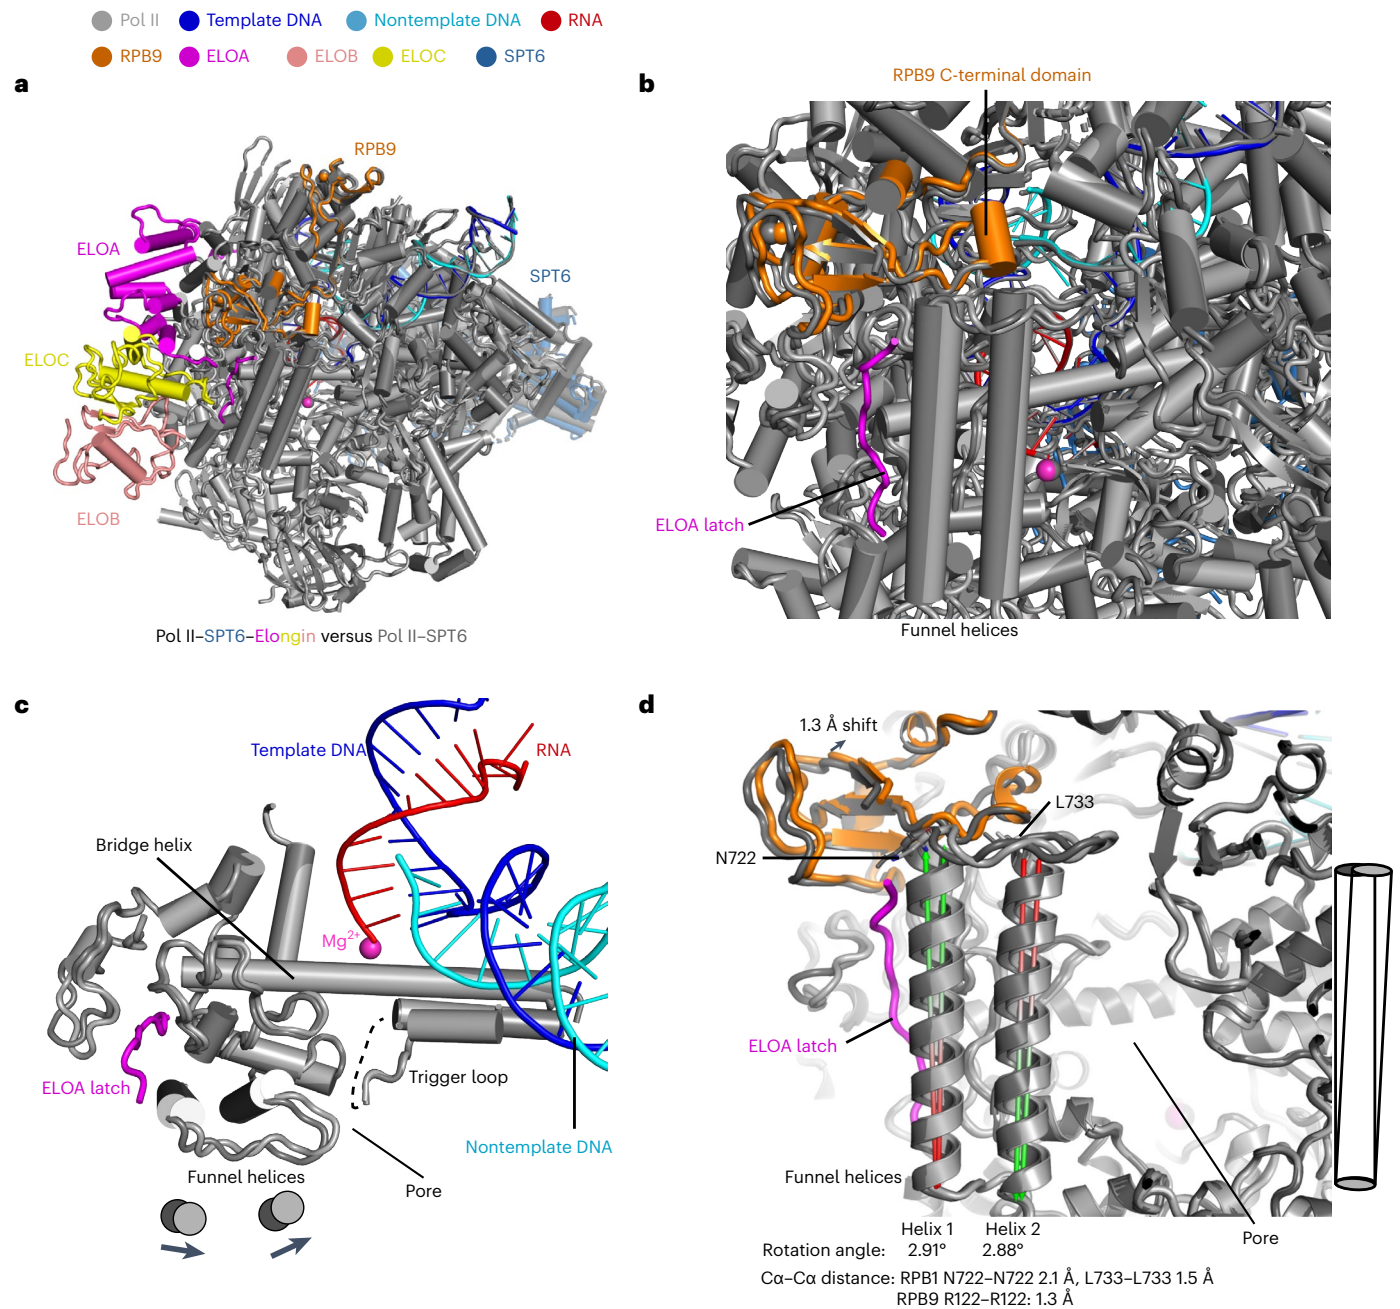 Pol II Template DNA Nontemplate DNA RNA
RPB9 ELOA ELOB ELOC SPT6
a
RPB9
ELOA
SPT6
ELOC
ELOB
Pol II–SPT6–Elongin versus Pol II–SPT6
b
RPB9 C-terminal domain
ELOA latch
Funnel helices
c
Template DNA
RNA
Bridge helix
Mg2+
ELOA latch
Trigger loop
Nontemplate DNA
Funnel helices
Pore
d
1.3 Å shift
L733
N722
ELOA latch
Funnel helices
Pore
Helix 1 Helix 2
Rotation angle: 2.91° 2.88°
Cα–Cα distance: RPB1 N722–N722 2.1 Å, L733–L733 1.5 Å
RPB9 R122–R122: 1.3 Å